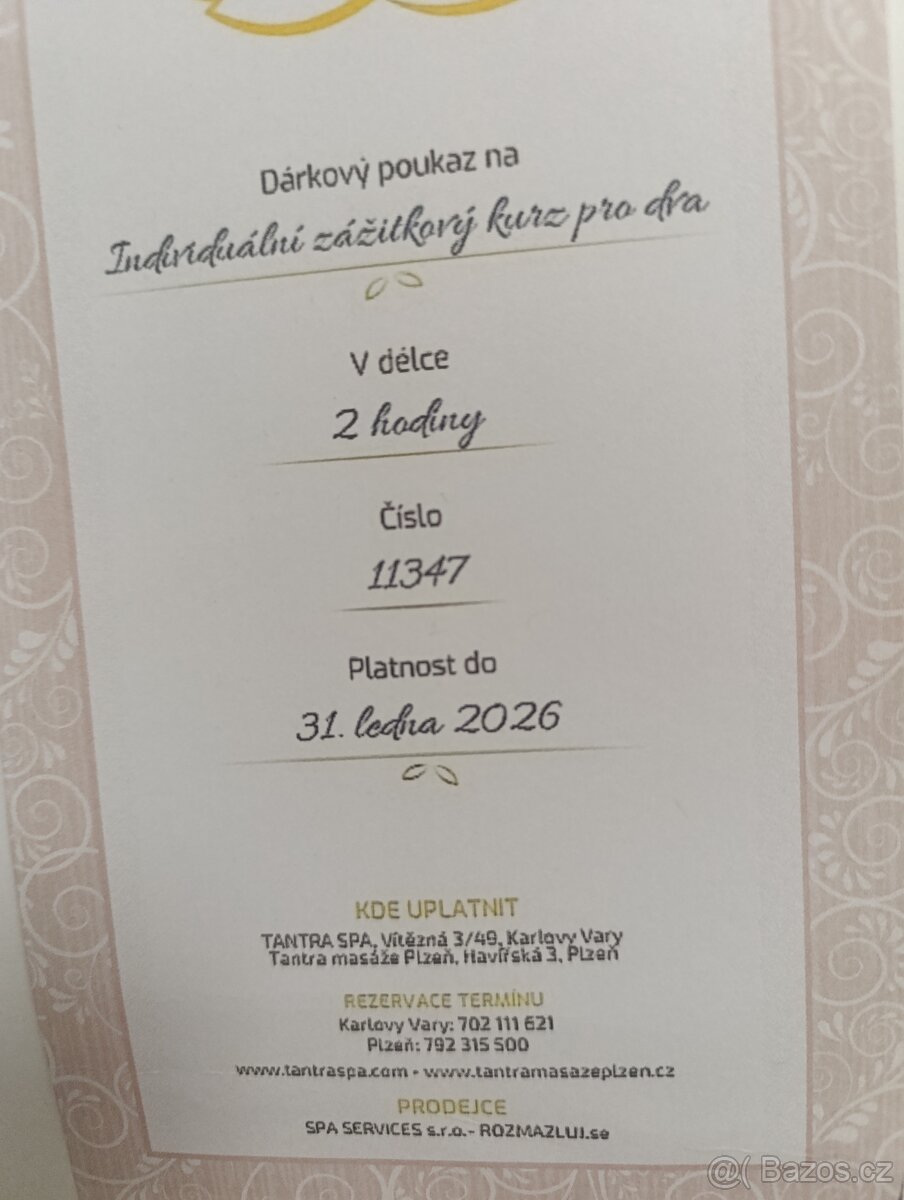 Dárkový poukaz na
Individuální zážitkový kurz pro dva
V délce
2 hodiny
Číslo
11347
Platnost do
31. ledna 2026
KDE UPLATNIT
TANTRA SPA, Vítězná 3/49, Karlovy Vary
Tantra masáže Plzeň, Havířská 3, Plzeň
REZERVACE TERMÍNU
Karlovy Vary: 702 111 621
Plzeň: 792 315 500
www.tantraspa.com - www.tantramasazeplzen.cz
PRODEJCE
SPA SERVICES s.r.o.- ROZMAZLUJ.se
@( Bazos.cz